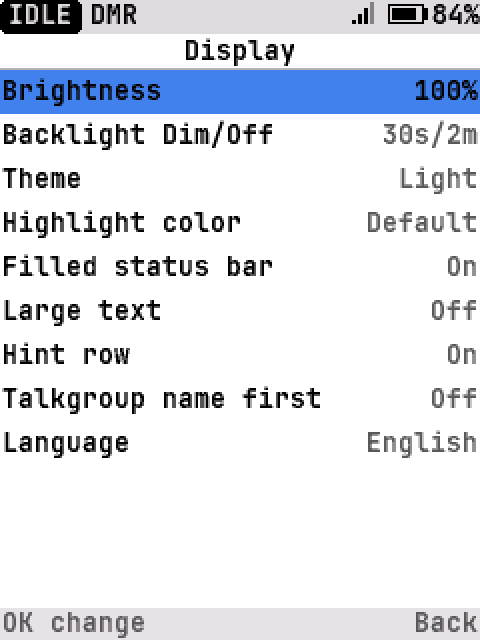 IDLE DMR 84%
Display
Brightness 100%
Backlight Dim/Off 30s/2m
Theme Light
Highlight color Default
Filled status bar On
Large text Off
Hint row On
Talkgroup name first Off
Language English
OK change Back